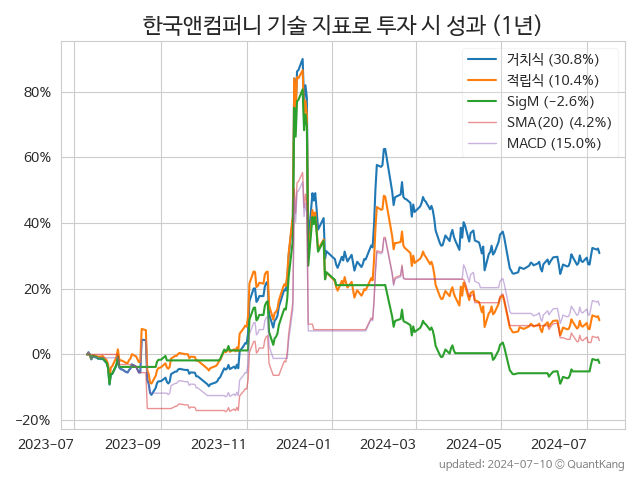 한국앤컴퍼니 기술 지표로 투자 시 성과 (1년)
거치식 (30.8%)
적립식 (10.4%)
SigM (−2.6%)
SMA(20) (4.2%)
MACD (15.0%)
80%
60%
40%
20%
0%
−20%
2023-07 2023-09 2023-11 2024-01 2024-03 2024-05 2024-07
updated: 2024-07-10 © QuantKang